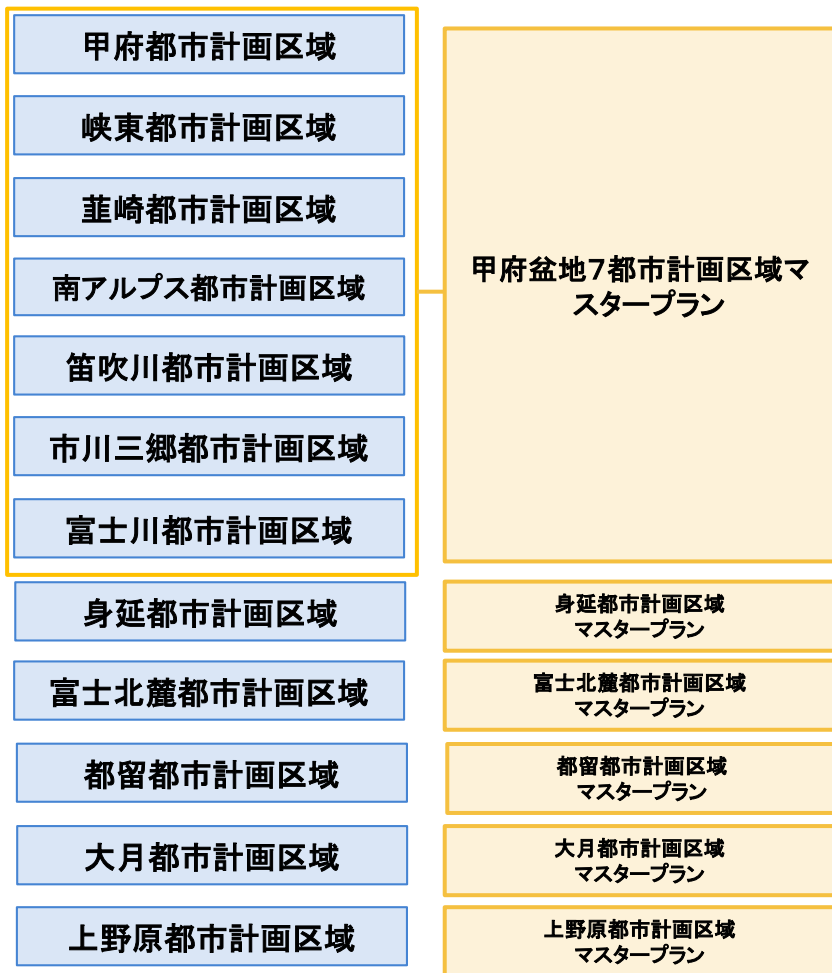 甲府都市計画区域
峡東都市計画区域
韮崎都市計画区域
南アルプス都市計画区域
笛吹川都市計画区域
市川三郷都市計画区域
富士川都市計画区域
甲府盆地7都市計画区域マ
スタープラン
身延都市計画区域
身延都市計画区域
マスタープラン
富士北麓都市計画区域
富士北麓都市計画区域
マスタープラン
都留都市計画区域
都留都市計画区域
マスタープラン
大月都市計画区域
大月都市計画区域
マスタープラン
上野原都市計画区域
上野原都市計画区域
マスタープラン